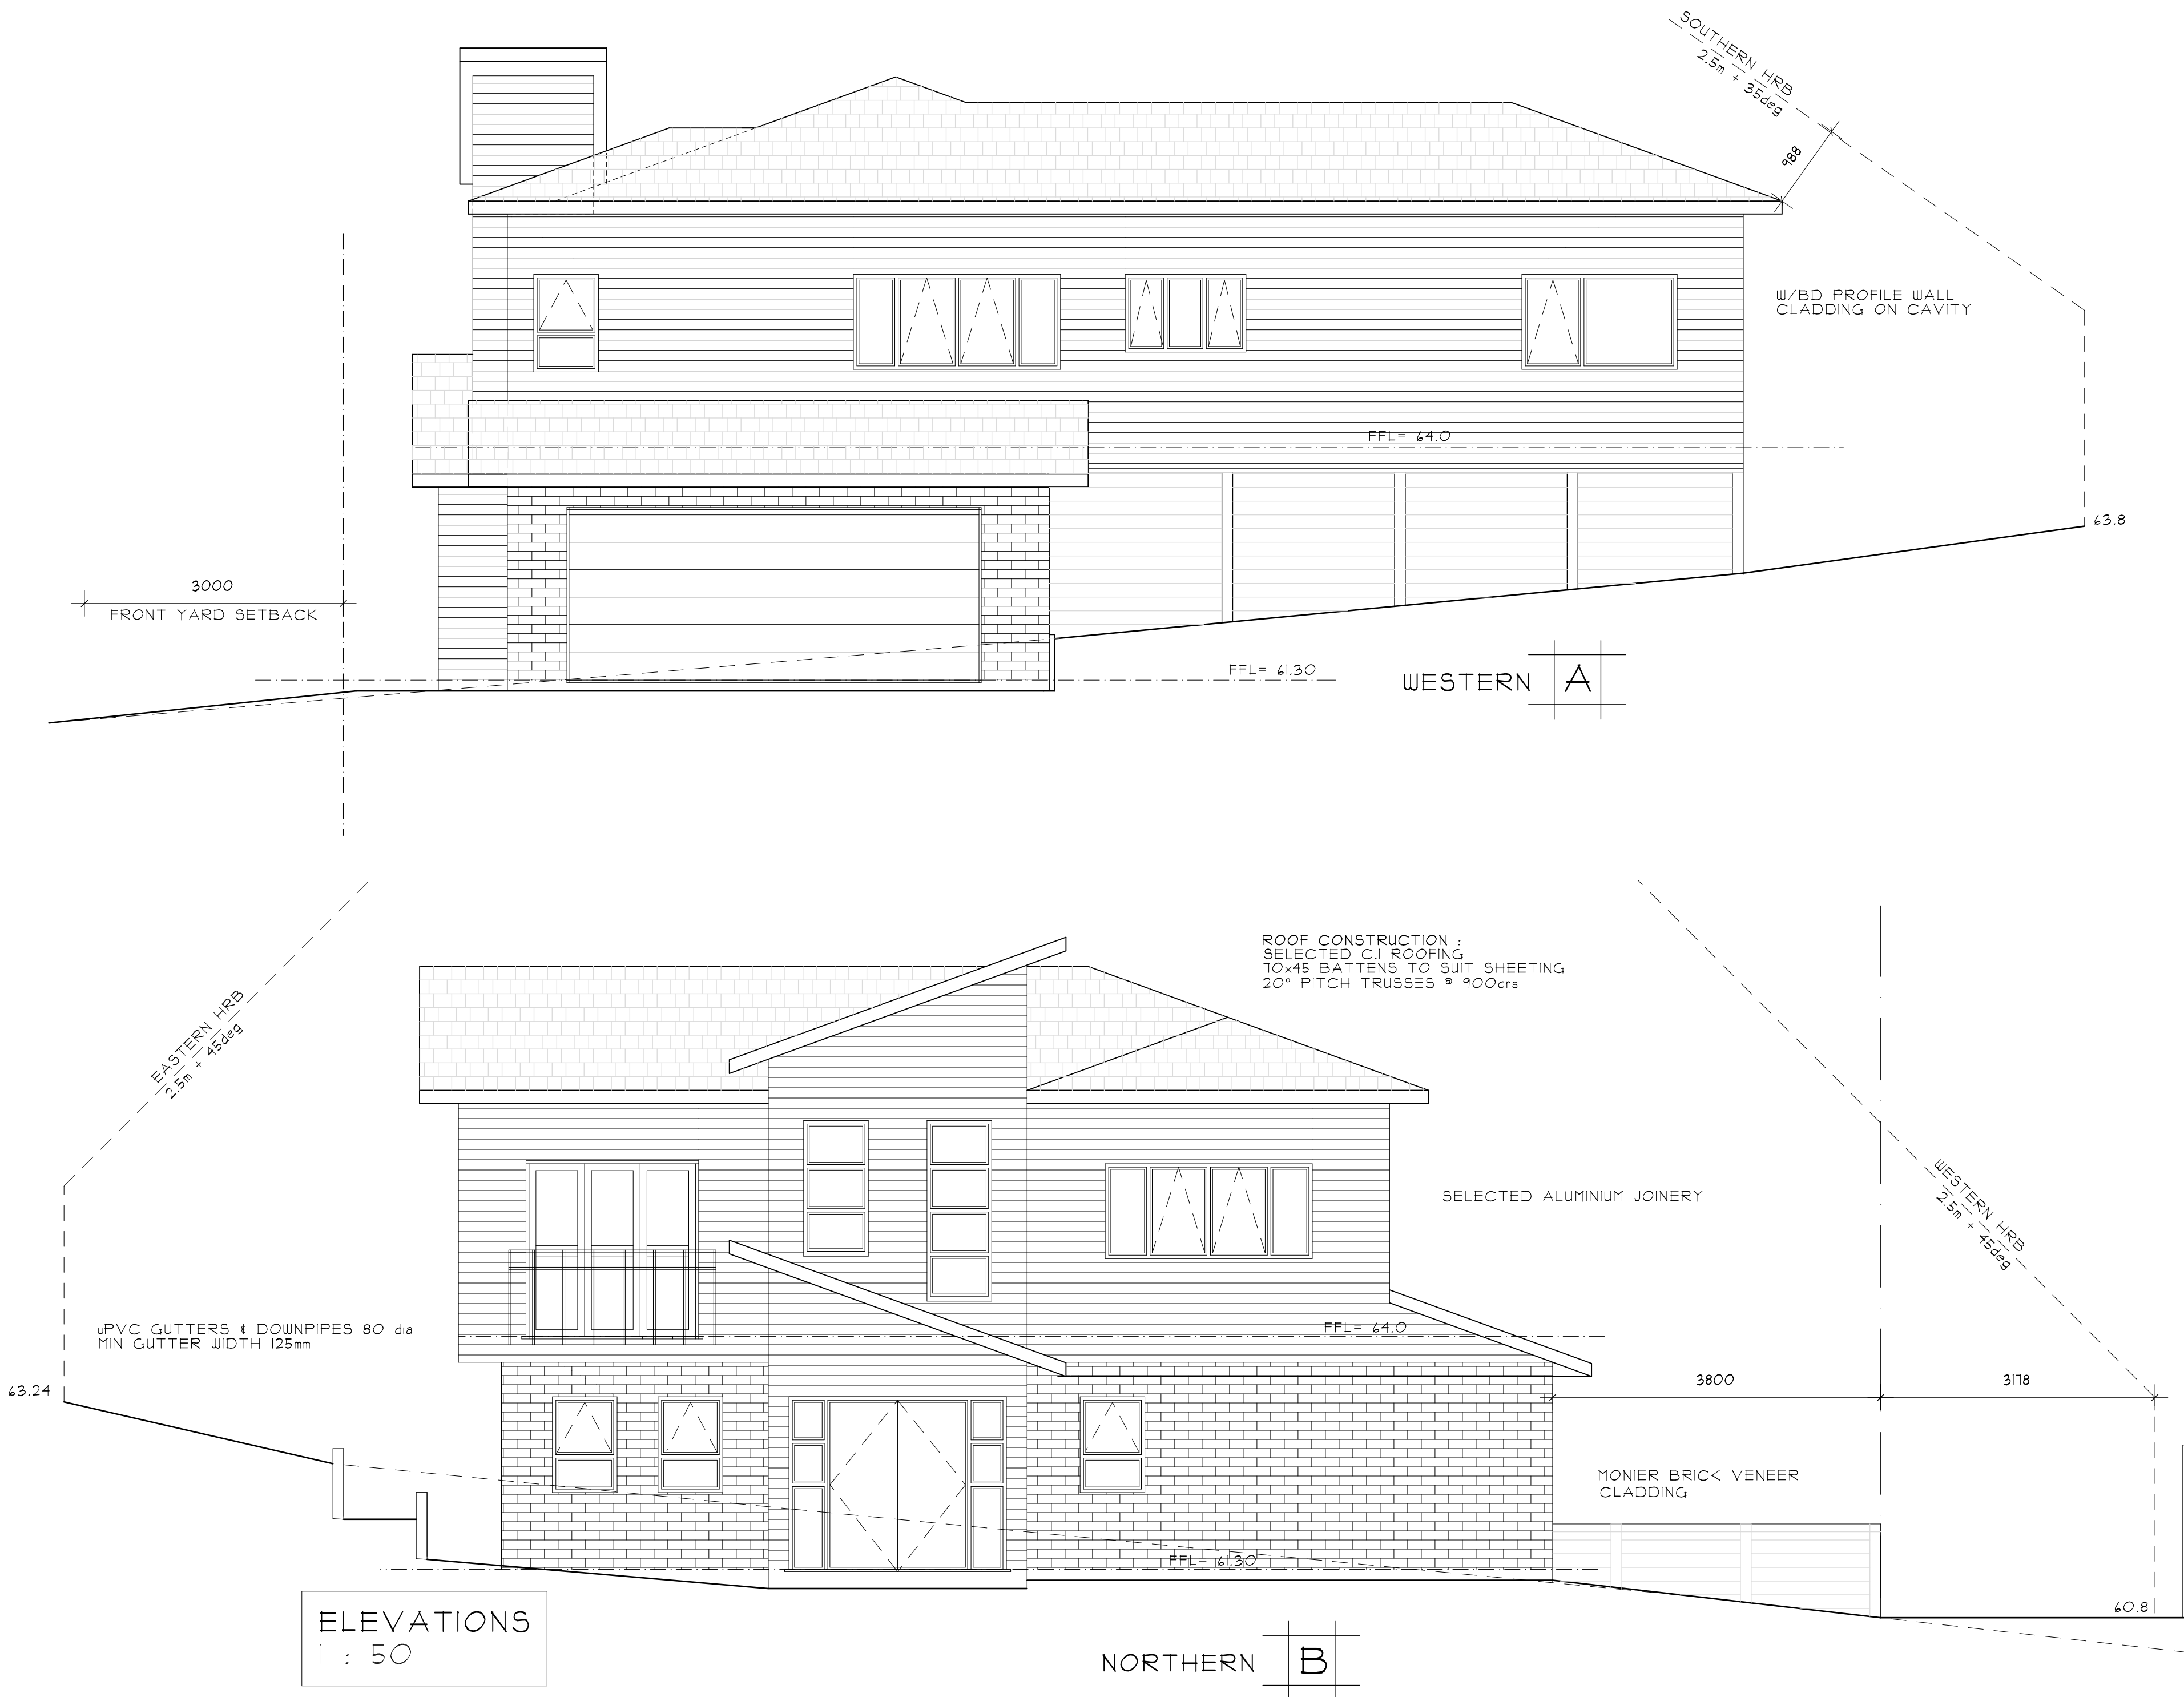 SOUTHERN HRB
2.5m + 35deg
988
W/BD PROFILE WALL
CLADDING ON CAVITY
FFL= 64.0
63.8
3000
FRONT YARD SETBACK
FFL= 61.30
WESTERN A
ROOF CONSTRUCTION :
SELECTED C.I ROOFING
70x45 BATTENS TO SUIT SHEETING
20° PITCH TRUSSES @ 900crs
EASTERN HRB
2.5m + 45deg
WESTERN HRB
2.5m + 45deg
SELECTED ALUMINIUM JOINERY
uPVC GUTTERS & DOWNPIPES 80 dia
MIN GUTTER WIDTH 125mm
FFL= 64.0
63.24
3800
3178
MONIER BRICK VENEER
CLADDING
FFL= 61.30
60.8
ELEVATIONS
1 : 50
NORTHERN B